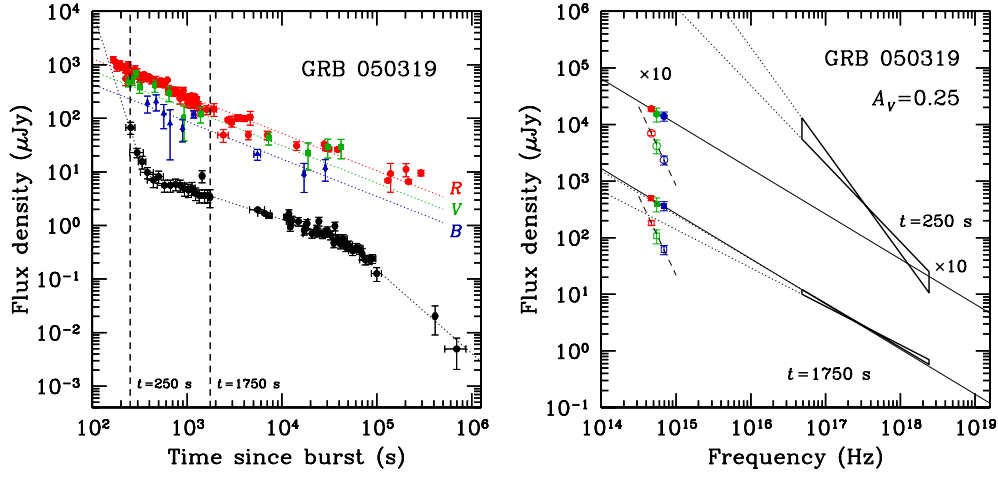 GRB 050319
Flux density (μJy)
10⁴
10³
10²
10¹
10⁰
10⁻¹
10⁻²
10⁻³
R
V
B
t=250 s
t=1750 s
10² 10³ 10⁴ 10⁵ 10⁶
Time since burst (s)
GRB 050319
A_V=0.25
×10
Flux density (μJy)
10⁶
10⁵
10⁴
10³
10²
10¹
10⁰
10⁻¹
t=250 s
×10
t=1750 s
10¹⁴ 10¹⁵ 10¹⁶ 10¹⁷ 10¹⁸ 10¹⁹
Frequency (Hz)